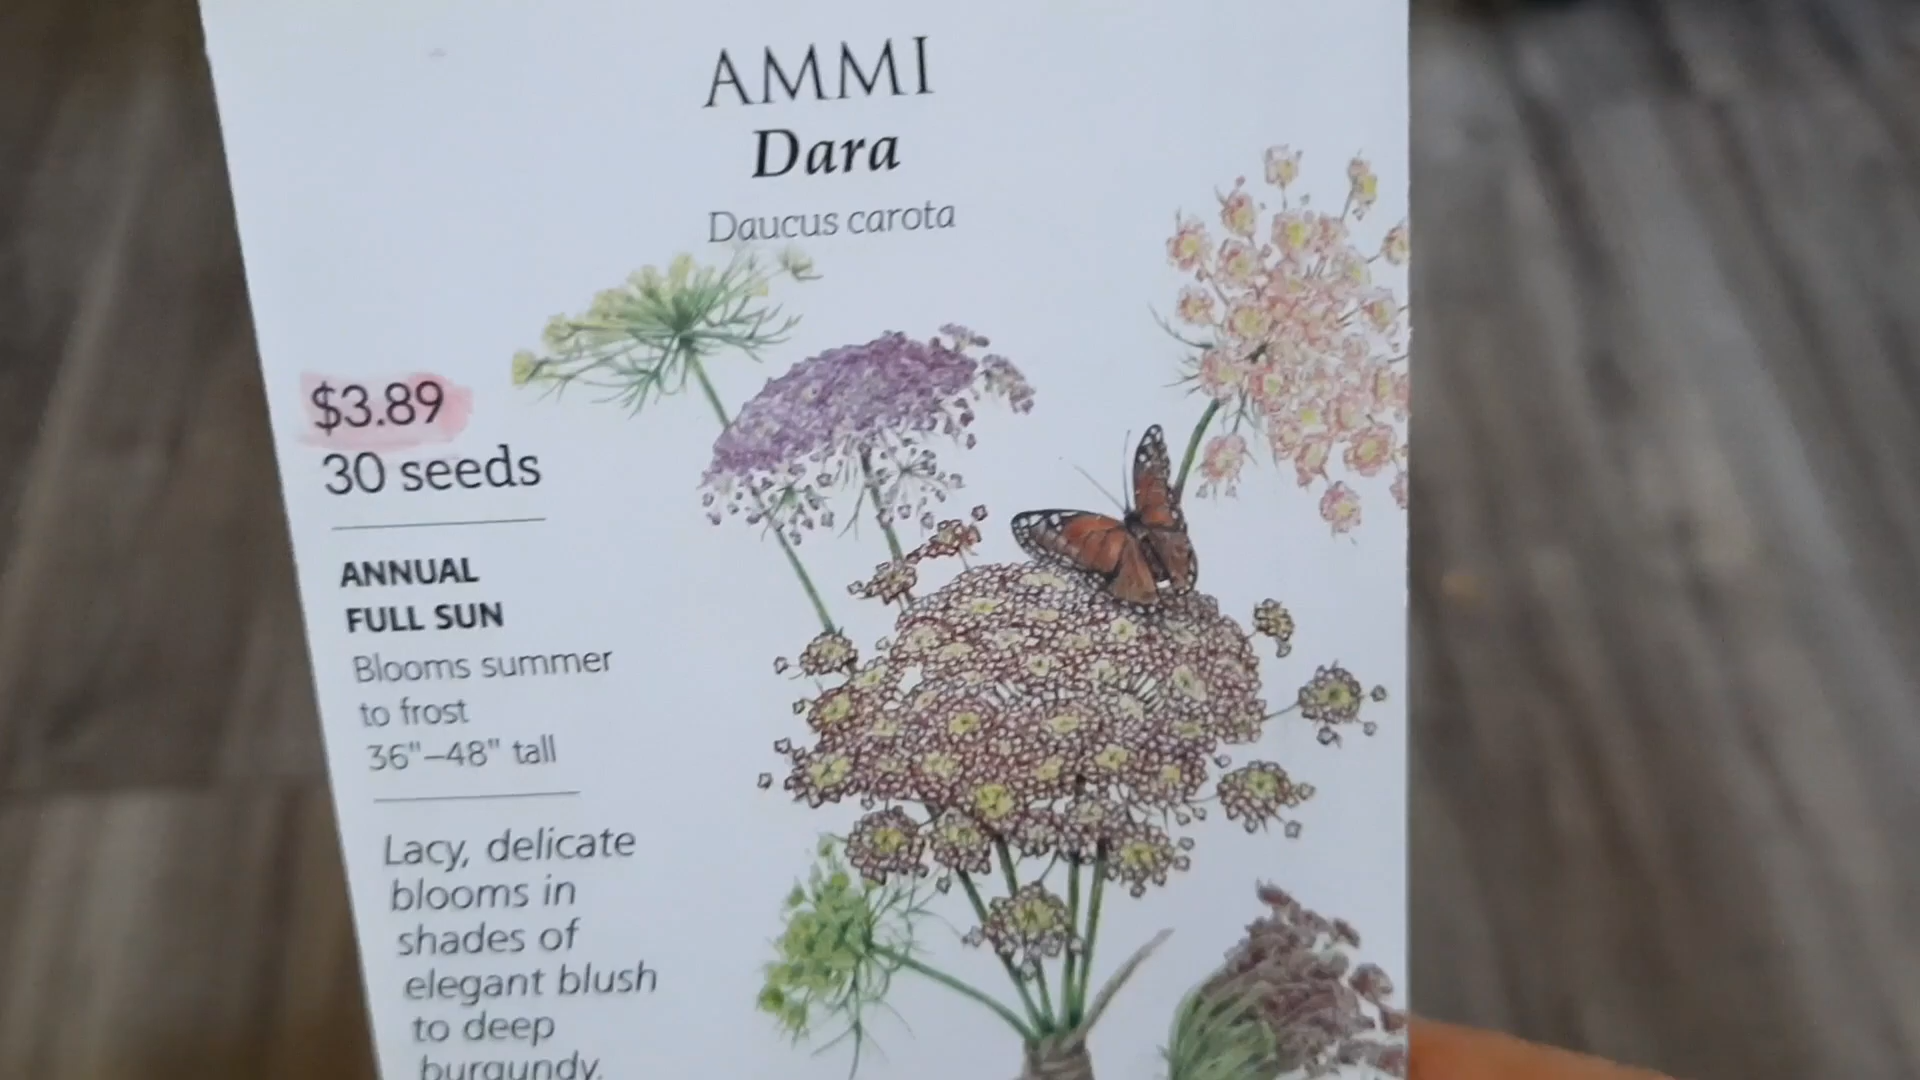 AMMI
Dara
Daucus carota
$3.89
30 seeds
ANNUAL
FULL SUN
Blooms summer
to frost
36"–48" tall
Lacy, delicate
blooms in
shades of
elegant blush
to deep
burgundy.